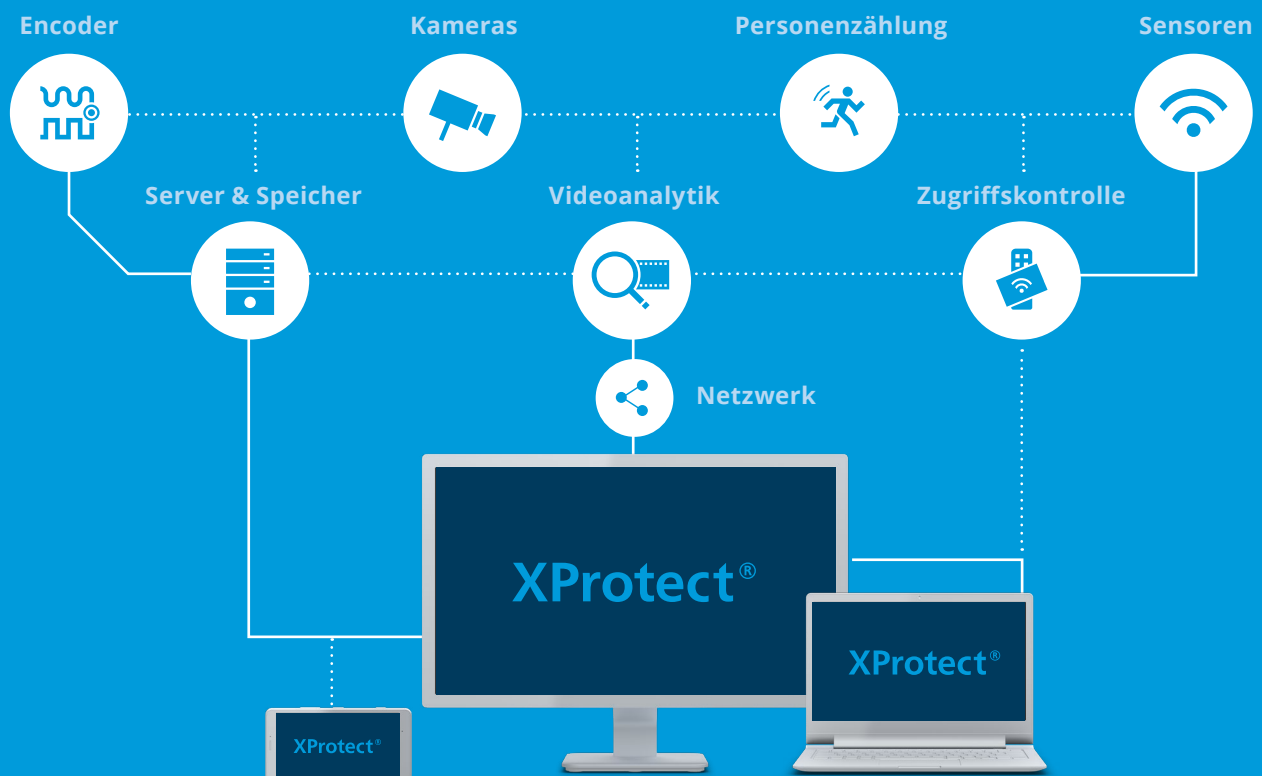 Encoder
Kameras
Personenzählung
Sensoren
Server & Speicher
Videoanalytik
Zugriffskontrolle
Netzwerk
XProtect®
XProtect®
XProtect®